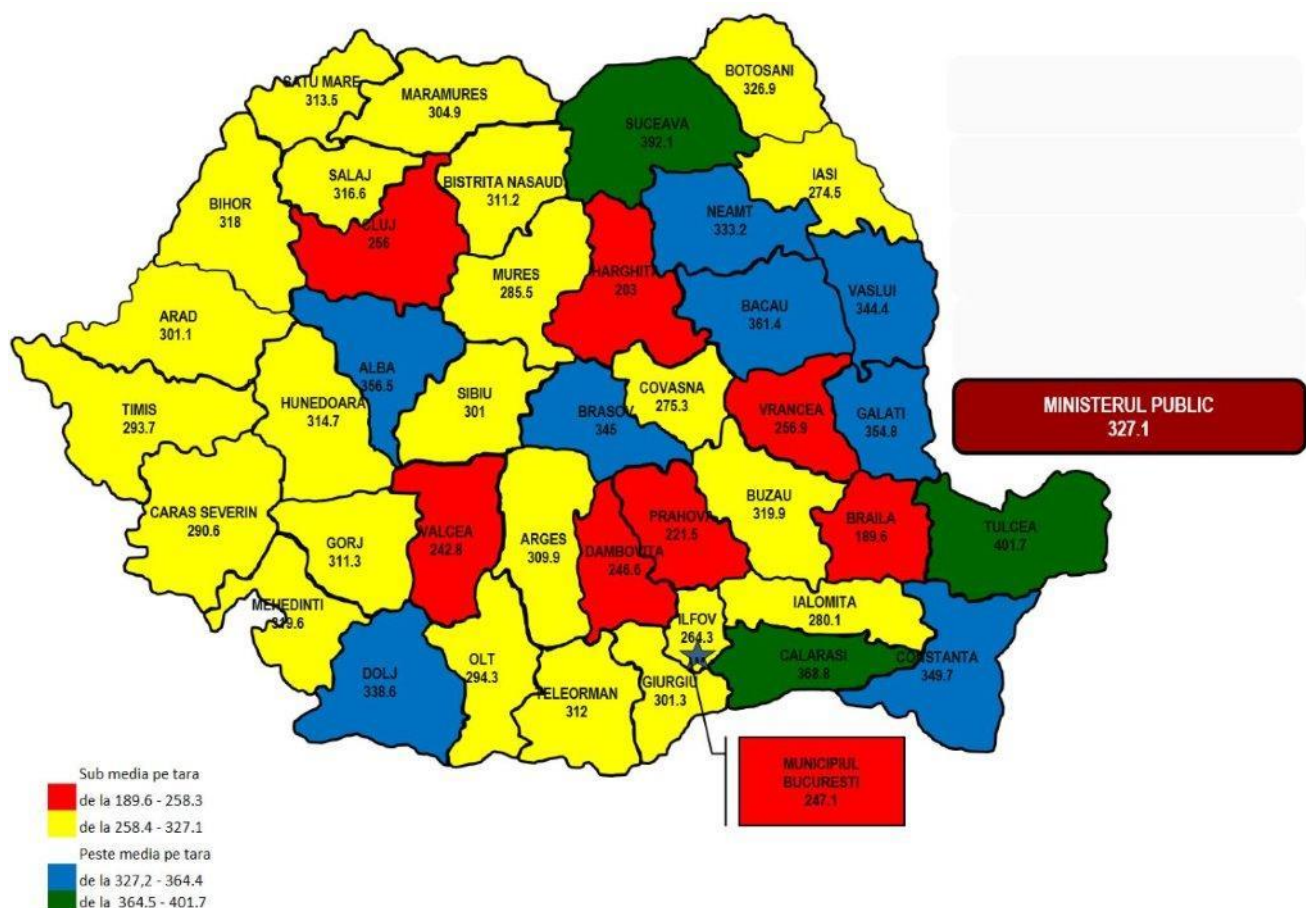 BOTOSANI
326.9
SATU MARE
313.5
MARAMURES
304.9
SUCEAVA
392.1
IASI
274.5
SALAJ
316.6
BISTRITA NASAUD
311.2
BIHOR
318
NEAMT
333.2
CLUJ
256
MURES
285.5
HARGHITA
203
VASLUI
344.4
BACAU
361.4
ARAD
301.1
ALBA
356.5
SIBIU
301
COVASNA
275.3
HUNEDOARA
314.7
TIMIS
293.7
BRASOV
345
VRANCEA
256.9
GALATI
354.8
MINISTERUL PUBLIC
327.1
CARAS SEVERIN
290.6
BUZAU
319.9
VALCEA
242.8
ARGES
309.9
PRAHOVA
221.5
BRAILA
189.6
TULCEA
401.7
GORJ
311.3
DAMBOVITA
246.6
MEHEDINTI
319.6
IALOMITA
280.1
ILFOV
264.3
DOLJ
338.6
OLT
294.3
CALARASI
368.8
CONSTANTA
349.7
TELEORMAN
312
GIURGIU
301.3
MUNICIPIUL
BUCURESTI
247.1
Sub media pe tara
de la 189.6 - 258.3
de la 258.4 - 327.1
Peste media pe tara
de la 327,2 - 364.4
de la 364.5 - 401.7